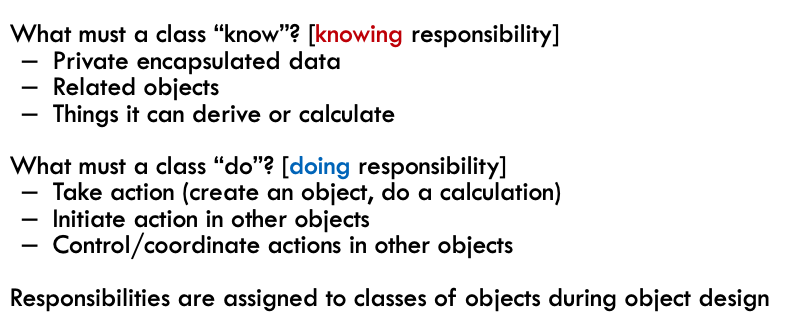 What must a class “know”? [knowing responsibility]
– Private encapsulated data
– Related objects
– Things it can derive or calculate
What must a class “do”? [doing responsibility]
– Take action (create an object, do a calculation)
– Initiate action in other objects
– Control/coordinate actions in other objects
Responsibilities are assigned to classes of objects during object design